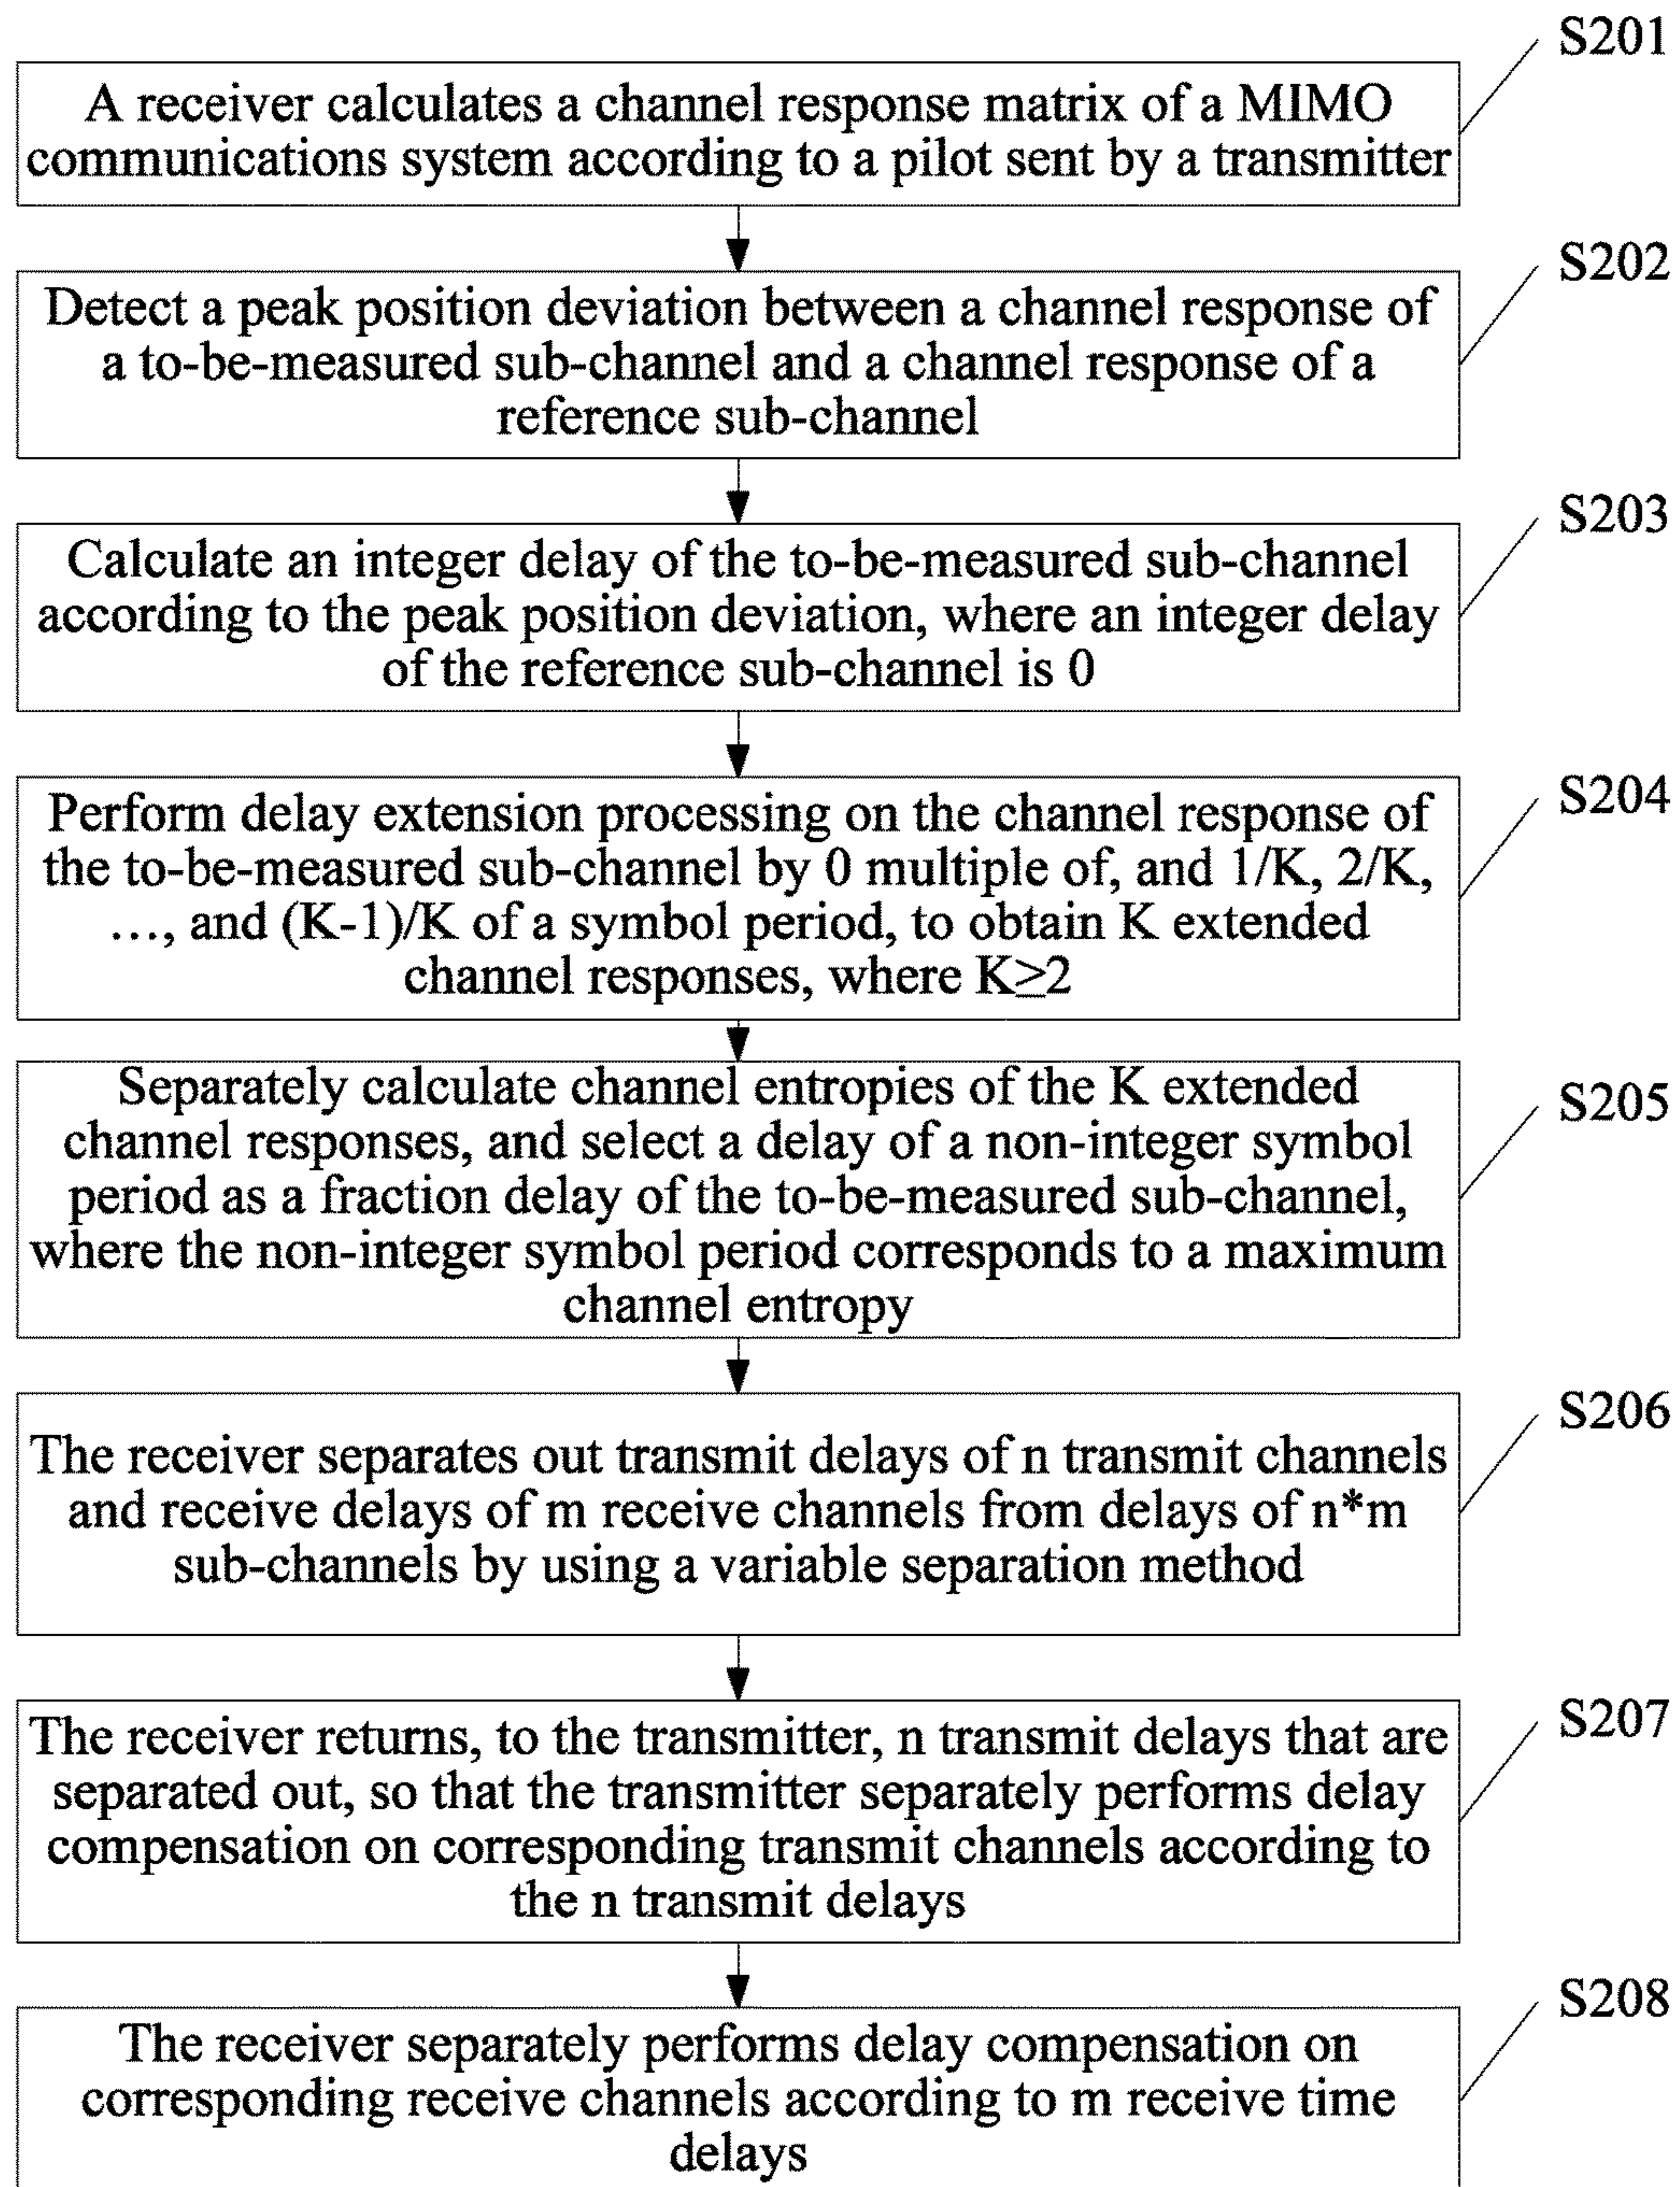 S201
A receiver calculates a channel response matrix of a MIMO
communications system according to a pilot sent by a transmitter
S202
Detect a peak position deviation between a channel response of
a to-be-measured sub-channel and a channel response of a
reference sub-channel
S203
Calculate an integer delay of the to-be-measured sub-channel
according to the peak position deviation, where an integer delay
of the reference sub-channel is 0
S204
Perform delay extension processing on the channel response of
the to-be-measured sub-channel by 0 multiple of, and 1/K, 2/K,
…, and (K-1)/K of a symbol period, to obtain K extended
channel responses, where K≥2
S205
Separately calculate channel entropies of the K extended
channel responses, and select a delay of a non-integer symbol
period as a fraction delay of the to-be-measured sub-channel,
where the non-integer symbol period corresponds to a maximum
channel entropy
S206
The receiver separates out transmit delays of n transmit channels
and receive delays of m receive channels from delays of n*m
sub-channels by using a variable separation method
S207
The receiver returns, to the transmitter, n transmit delays that are
separated out, so that the transmitter separately performs delay
compensation on corresponding transmit channels according to
the n transmit delays
S208
The receiver separately performs delay compensation on
corresponding receive channels according to m receive time
delays